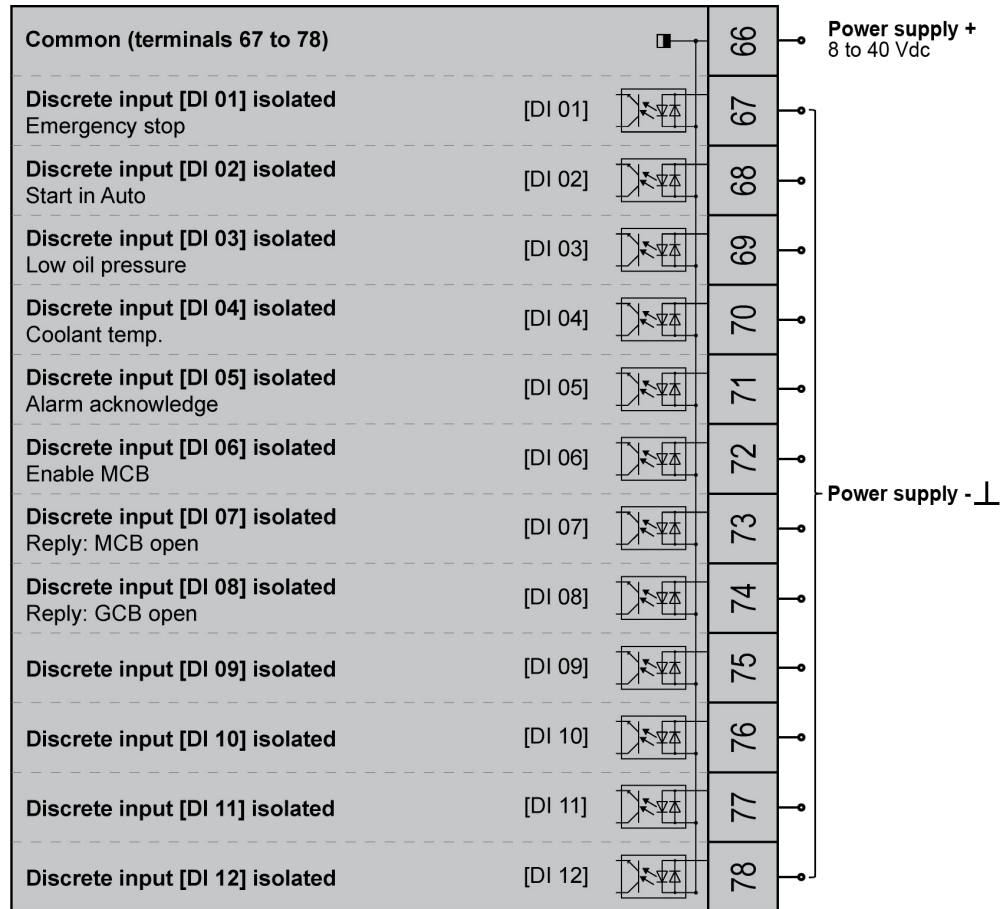 Common (terminals 67 to 78)
66
Power supply +
8 to 40 Vdc
Discrete input [DI 01] isolated
Emergency stop
[DI 01]
67
Discrete input [DI 02] isolated
Start in Auto
[DI 02]
68
Discrete input [DI 03] isolated
Low oil pressure
[DI 03]
69
Discrete input [DI 04] isolated
Coolant temp.
[DI 04]
70
Discrete input [DI 05] isolated
Alarm acknowledge
[DI 05]
71
Discrete input [DI 06] isolated
Enable MCB
[DI 06]
72
Power supply -
Discrete input [DI 07] isolated
Reply: MCB open
[DI 07]
73
Discrete input [DI 08] isolated
Reply: GCB open
[DI 08]
74
Discrete input [DI 09] isolated
[DI 09]
75
Discrete input [DI 10] isolated
[DI 10]
76
Discrete input [DI 11] isolated
[DI 11]
77
Discrete input [DI 12] isolated
[DI 12]
78